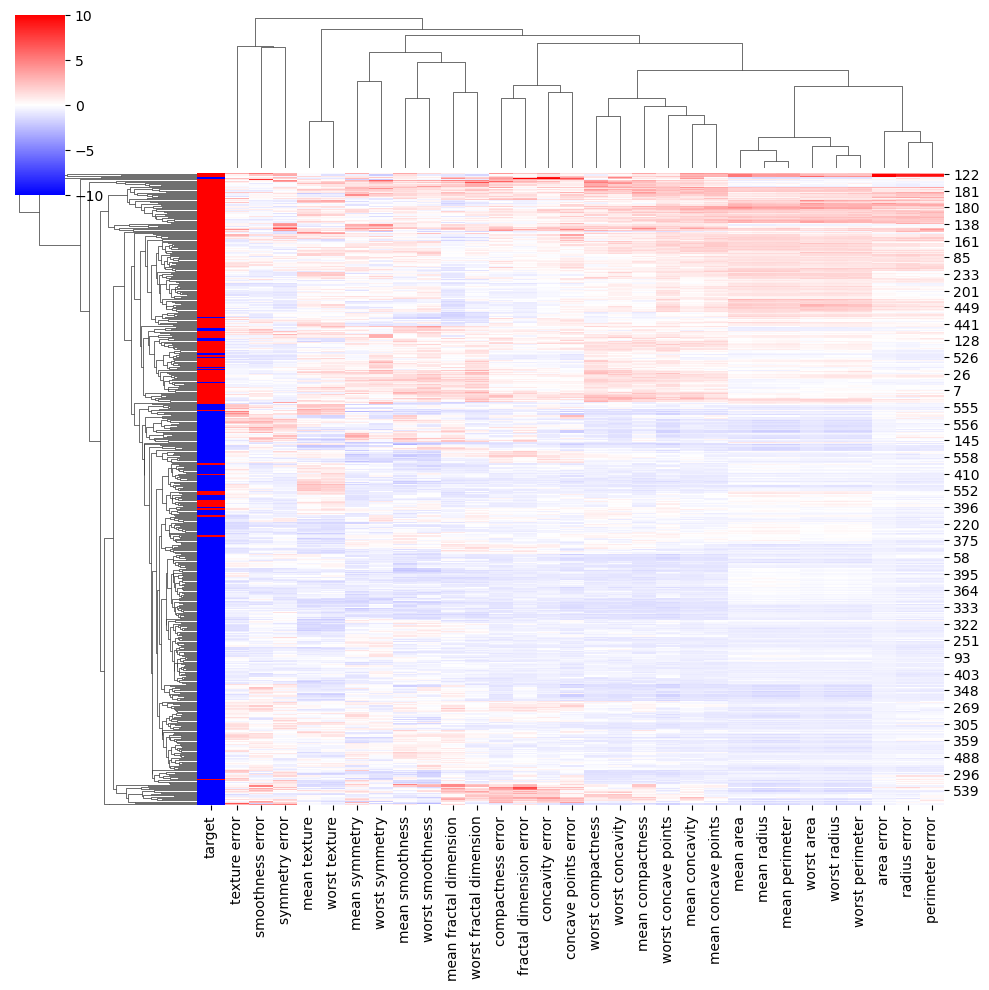 10
5
0
−5
−10
122
181
180
138
161
85
233
201
449
441
128
526
26
7
555
556
145
558
410
552
396
220
375
58
395
364
333
322
251
93
403
348
269
305
359
488
296
539
target
texture error
smoothness error
symmetry error
mean texture
worst texture
mean symmetry
worst symmetry
mean smoothness
worst smoothness
mean fractal dimension
worst fractal dimension
compactness error
fractal dimension error
concavity error
concave points error
worst compactness
worst concavity
mean compactness
worst concave points
mean concavity
mean concave points
mean area
mean radius
mean perimeter
worst area
worst radius
worst perimeter
area error
radius error
perimeter error